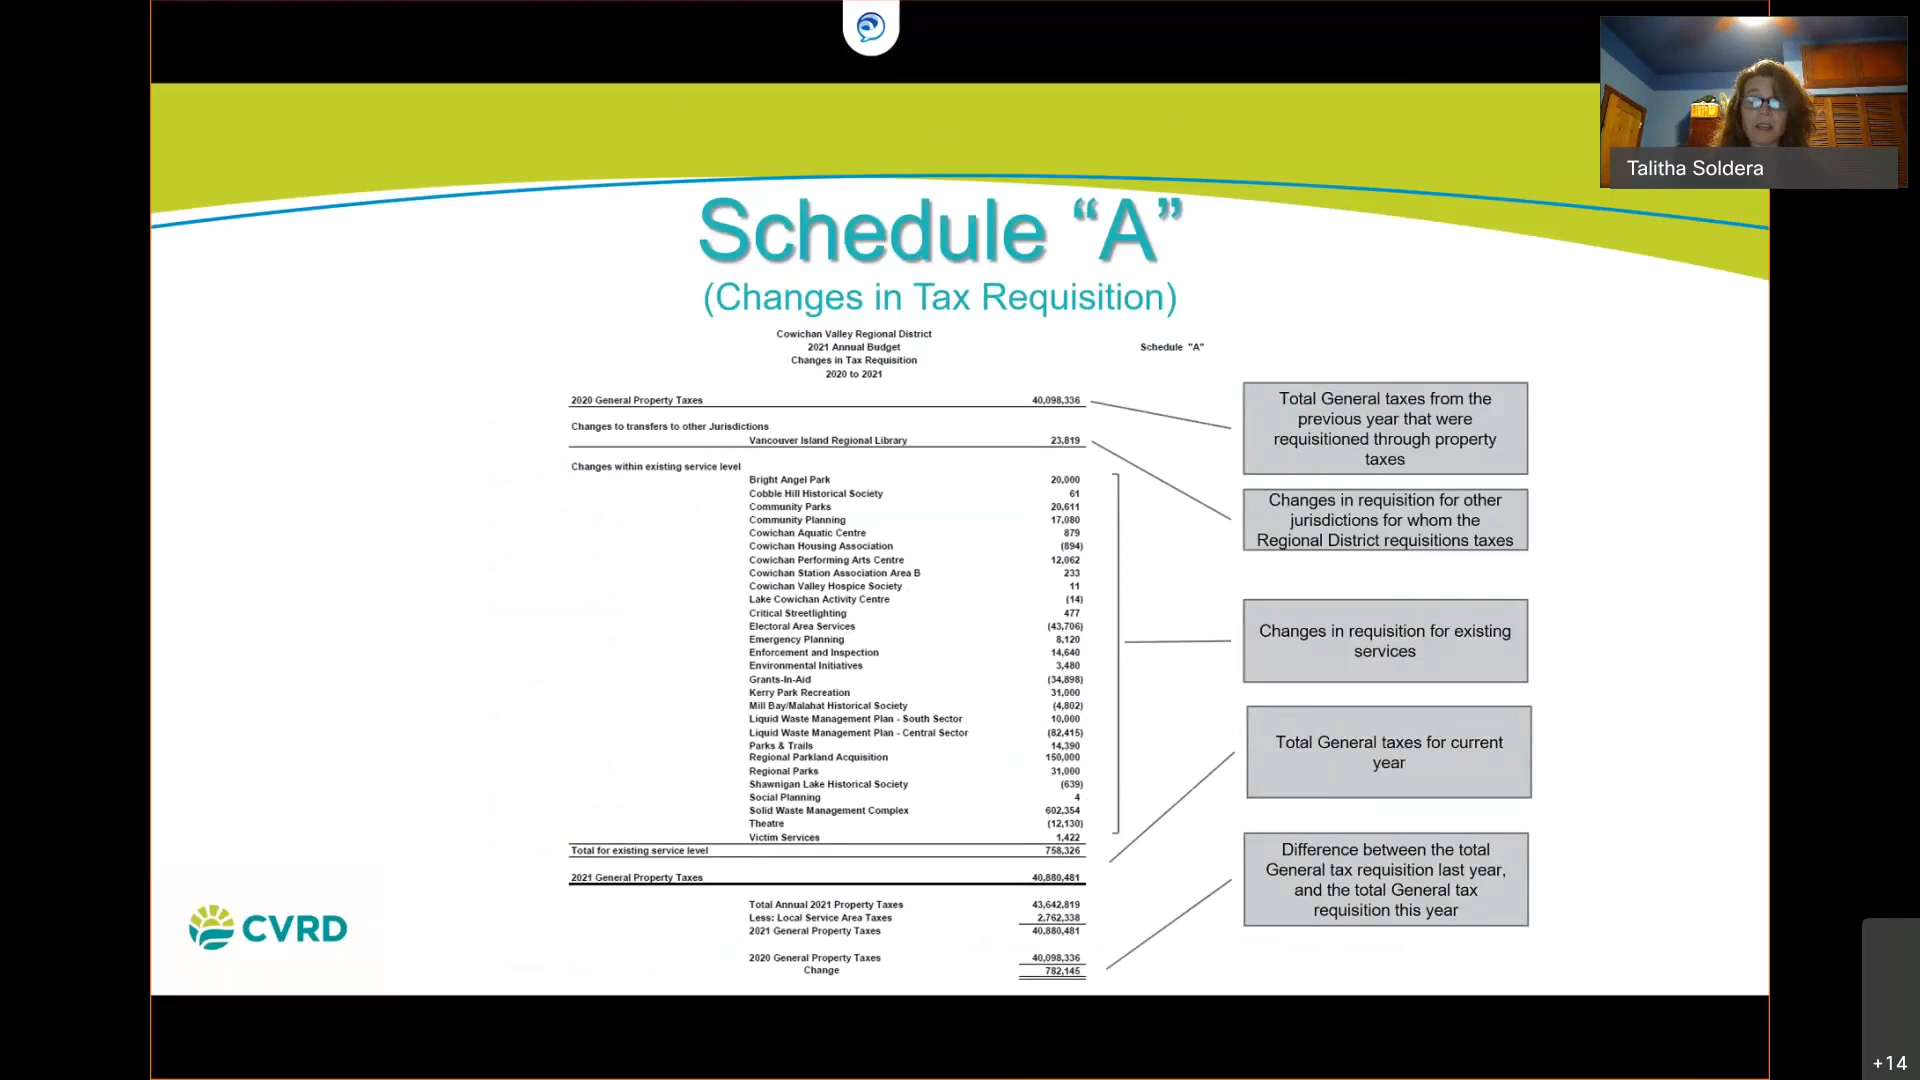 Talitha Soldera
Schedule “A”
(Changes in Tax Requisition)
Cowichan Valley Regional District
2021 Annual Budget
Changes in Tax Requisition
2020 to 2021
Schedule "A"
2020 General Property Taxes 40,098,336
Changes to transfers to other Jurisdictions
Vancouver Island Regional Library 23,819
Changes within existing service level
Bright Angel Park 20,000
Cobble Hill Historical Society 61
Community Parks 20,611
Community Planning 17,080
Cowichan Aquatic Centre 879
Cowichan Housing Association (894)
Cowichan Performing Arts Centre 12,062
Cowichan Station Association Area B 233
Cowichan Valley Hospice Society 11
Lake Cowichan Activity Centre (14)
Critical Streetlighting 477
Electoral Area Services (43,706)
Emergency Planning 8,120
Enforcement and Inspection 14,640
Environmental Initiatives 3,480
Grants-In-Aid (34,898)
Kerry Park Recreation 31,000
Mill Bay/Malahat Historical Society (4,802)
Liquid Waste Management Plan - South Sector 10,000
Liquid Waste Management Plan - Central Sector (82,415)
Parks & Trails 14,390
Regional Parkland Acquisition 150,000
Regional Parks 31,000
Shawnigan Lake Historical Society (639)
Social Planning 4
Solid Waste Management Complex 602,354
Theatre (12,130)
Victim Services 1,422
Total for existing service level 758,326
2021 General Property Taxes 40,880,481
Total Annual 2021 Property Taxes 43,642,819
Less: Local Service Area Taxes 2,762,338
2021 General Property Taxes 40,880,481
2020 General Property Taxes 40,098,336
Change 782,145
Total General taxes from the
previous year that were
requisitioned through property
taxes
Changes in requisition for other
jurisdictions for whom the
Regional District requisitions taxes
Changes in requisition for existing
services
Total General taxes for current
year
Difference between the total
General tax requisition last year,
and the total General tax
requisition this year
CVRD
+14